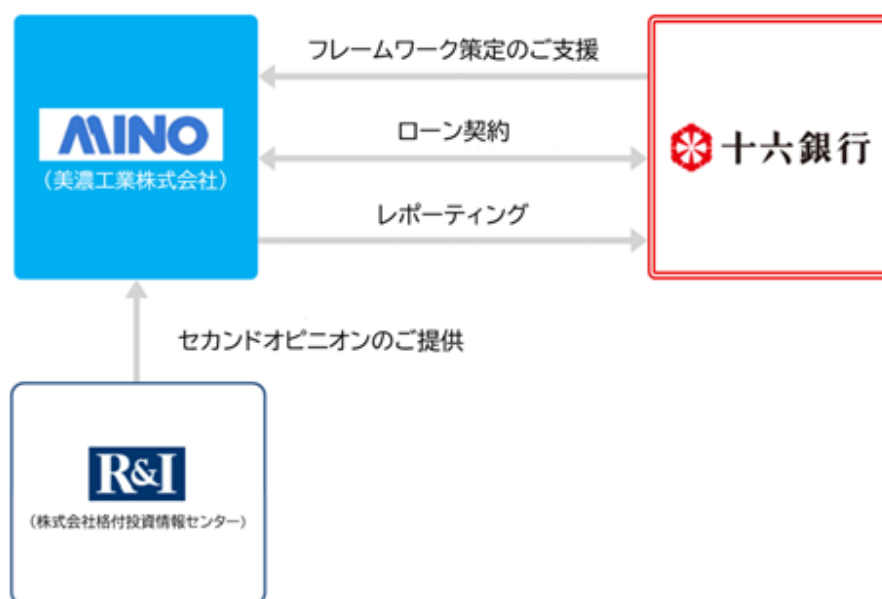 フレームワーク策定のご支援
MINO
(美濃工業株式会社)
ローン契約
十六銀行
レポーティング
セカンドオピニオンのご提供
R&I
(株式会社格付投資情報センター)